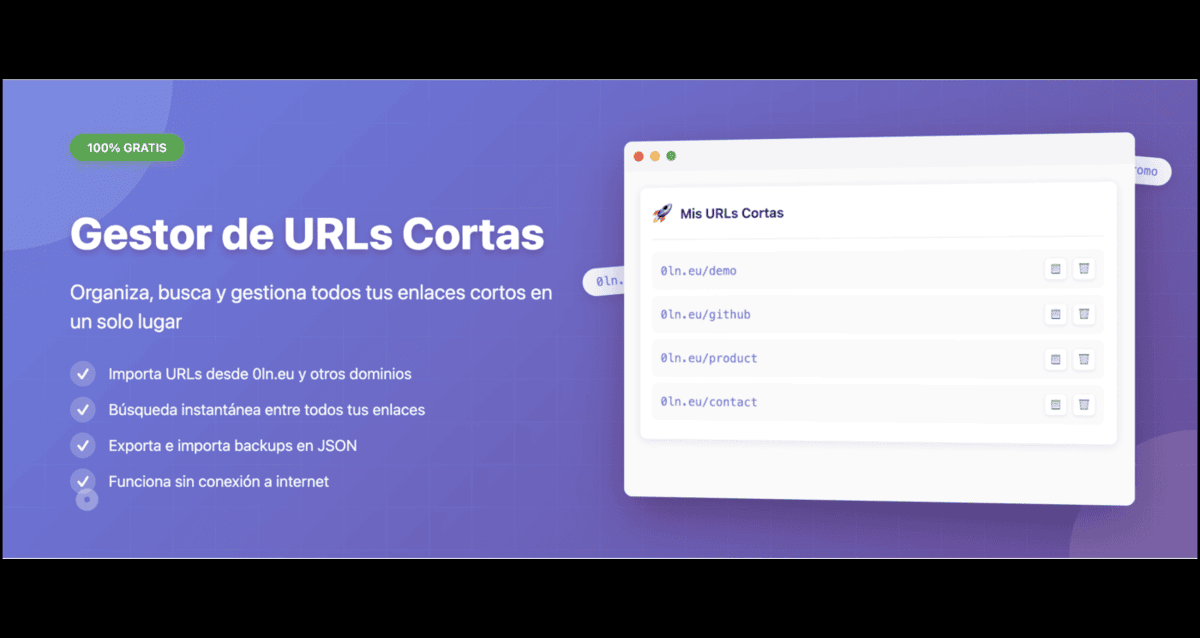 100% GRATIS
Gestor de URLs Cortas
Organiza, busca y gestiona todos tus enlaces cortos en
un solo lugar
Importa URLs desde 0ln.eu y otros dominios
Búsqueda instantánea entre todos tus enlaces
Exporta e importa backups en JSON
Funciona sin conexión a internet
0ln.
🚀 Mis URLs Cortas
0ln.eu/demo
0ln.eu/github
0ln.eu/product
0ln.eu/contact